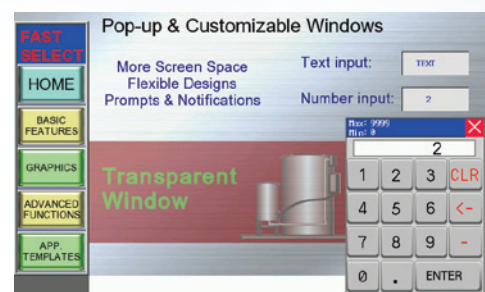 FAST
SELECT
HOME
BASIC
FEATURES
GRAPHICS
ADVANCED
FUNCTIONS
APP.
TEMPLATES
Pop-up & Customizable Windows
More Screen Space
Flexible Designs
Prompts & Notifications
Text input: TEXT
Number input: 2
Transparent
Window
Max: 9999
Min: 0
X
2
1 2 3 CLR
4 5 6 <-
7 8 9 -
0 . ENTER